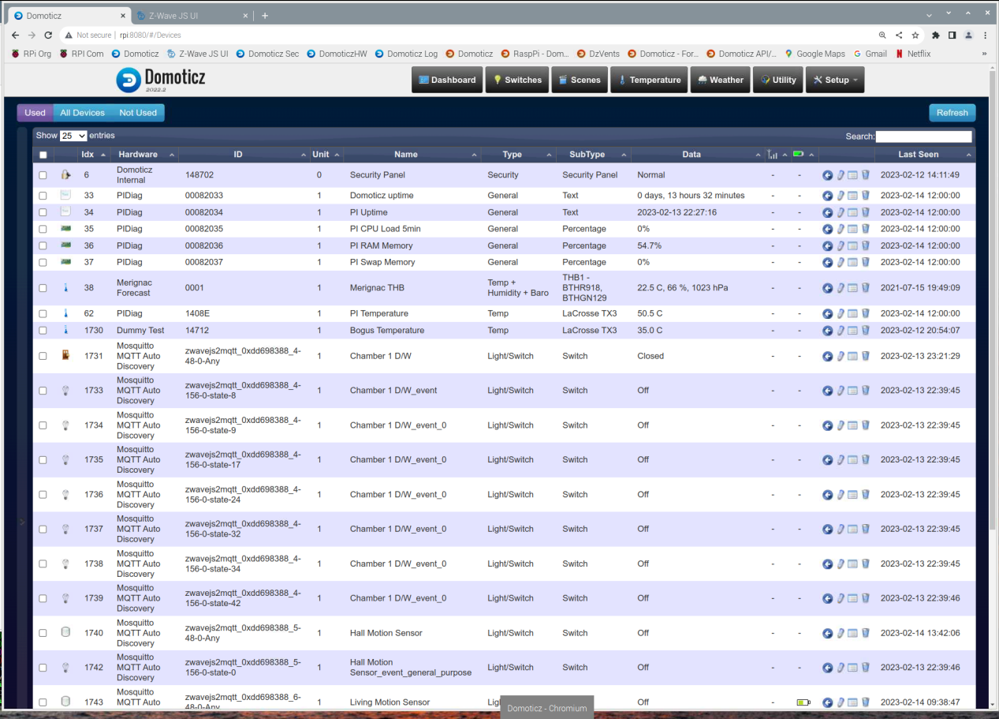 Domoticz
Z-Wave JS UI
Not secure rpi:8080/#/Devices
RPi Org RPI Com Domoticz Z-Wave JS UI Domoticz Sec DomoticzHW Domoticz Log Domoticz RaspPi - Dom... DzVents Domoticz - For... Domoticz API/... Google Maps Gmail Netflix »
Domoticz
2022.2
Dashboard Switches Scenes Temperature Weather Utility Setup
Used All Devices Not Used Refresh
Show 25 entries Search:
Idx Hardware ID Unit Name Type SubType Data Last Seen
6 Domoticz Internal 148702 0 Security Panel Security Security Panel Normal - - 2023-02-12 14:11:49
33 PIDiag 00082033 1 Domoticz uptime General Text 0 days, 13 hours 32 minutes - - 2023-02-14 12:00:00
34 PIDiag 00082034 1 PI Uptime General Text 2023-02-13 22:27:16 - - 2023-02-14 12:00:00
35 PIDiag 00082035 1 PI CPU Load 5min General Percentage 0% - - 2023-02-14 12:00:00
36 PIDiag 00082036 1 PI RAM Memory General Percentage 54.7% - - 2023-02-14 12:00:00
37 PIDiag 00082037 1 PI Swap Memory General Percentage 0% - - 2023-02-14 12:00:00
38 Merignac Forecast 0001 1 Merignac THB Temp + Humidity + Baro THB1 - BTHR918, BTHGN129 22.5 C, 66 %, 1023 hPa - - 2021-07-15 19:49:09
62 PIDiag 1408E 1 PI Temperature Temp LaCrosse TX3 50.5 C - - 2023-02-14 12:00:00
1730 Dummy Test 14712 1 Bogus Temperature Temp LaCrosse TX3 35.0 C - - 2023-02-12 20:54:07
1731 Mosquitto MQTT Auto Discovery zwavejs2mqtt_0xdd698388_4-48-0-Any 1 Chamber 1 D/W Light/Switch Switch Closed - - 2023-02-13 23:21:29
1733 Mosquitto MQTT Auto Discovery zwavejs2mqtt_0xdd698388_4-156-0-state-8 1 Chamber 1 D/W_event Light/Switch Switch Off - - 2023-02-13 22:39:45
1734 Mosquitto MQTT Auto Discovery zwavejs2mqtt_0xdd698388_4-156-0-state-9 1 Chamber 1 D/W_event_0 Light/Switch Switch Off - - 2023-02-13 22:39:45
1735 Mosquitto MQTT Auto Discovery zwavejs2mqtt_0xdd698388_4-156-0-state-17 1 Chamber 1 D/W_event_0 Light/Switch Switch Off - - 2023-02-13 22:39:45
1736 Mosquitto MQTT Auto Discovery zwavejs2mqtt_0xdd698388_4-156-0-state-24 1 Chamber 1 D/W_event_0 Light/Switch Switch Off - - 2023-02-13 22:39:45
1737 Mosquitto MQTT Auto Discovery zwavejs2mqtt_0xdd698388_4-156-0-state-32 1 Chamber 1 D/W_event_0 Light/Switch Switch Off - - 2023-02-13 22:39:45
1738 Mosquitto MQTT Auto Discovery zwavejs2mqtt_0xdd698388_4-156-0-state-34 1 Chamber 1 D/W_event_0 Light/Switch Switch Off - - 2023-02-13 22:39:45
1739 Mosquitto MQTT Auto Discovery zwavejs2mqtt_0xdd698388_4-156-0-state-42 1 Chamber 1 D/W_event_0 Light/Switch Switch Off - - 2023-02-13 22:39:46
1740 Mosquitto MQTT Auto Discovery zwavejs2mqtt_0xdd698388_5-48-0-Any 1 Hall Motion Sensor Light/Switch Switch Off - - 2023-02-14 13:42:06
1742 Mosquitto MQTT Auto Discovery zwavejs2mqtt_0xdd698388_5-156-0-state-0 1 Hall Motion Sensor_event_general_purpose Light/Switch Switch Off - - 2023-02-13 22:39:46
1743 Mosquitto MQTT Auto zwavejs2mqtt_0xdd698388_6-48-0-Any 1 Living Motion Sensor Off - 2023-02-14 09:38:47
Domoticz - Chromium